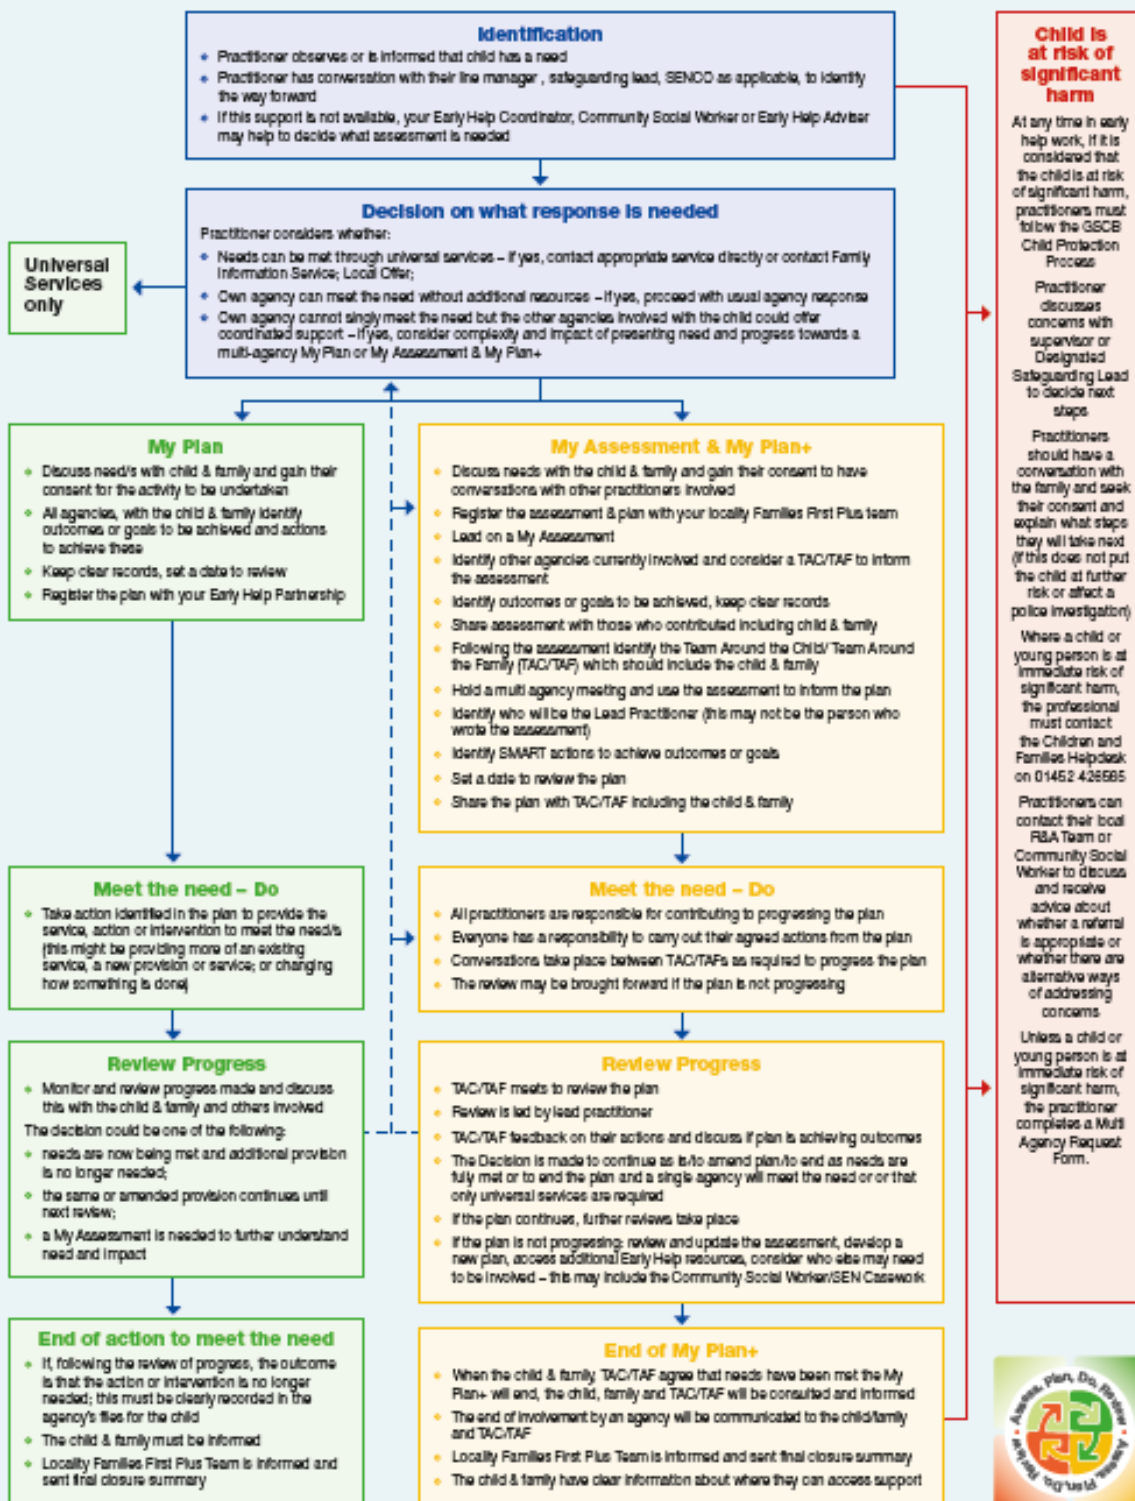 Identification
Practitioner observes or is informed that child has a need
Practitioner has conversation with their line manager , safeguarding lead, SENCO as applicable, to identify
the way forward
If this support is not available, your Early Help Coordinator, Community Social Worker or Early Help Adviser
may help to decide what assessment is needed
Decision on what response is needed
Practitioner considers whether:
Needs can be met through universal services – if yes, contact appropriate service directly or contact Family
Information Service; Local Offer;
Own agency can meet the need without additional resources – if yes, proceed with usual agency response
Own agency cannot singly meet the need but the other agencies involved with the child could offer
coordinated support – if yes, consider complexity and impact of presenting need and progress towards a
multi-agency My Plan or My Assessment & My Plan+
Universal
Services
only
My Plan
Discuss need/s with child & family and gain their
consent for the activity to be undertaken
All agencies, with the child & family identify
outcomes or goals to be achieved and actions
to achieve these
Keep clear records, set a date to review
Register the plan with your Early Help Partnership
Meet the need – Do
Take action identified in the plan to provide the
service, action or intervention to meet the need/s
(this might be providing more of an existing
service, a new provision or service; or changing
how something is done)
Review Progress
Monitor and review progress made and discuss
this with the child & family and others involved
The decision could be one of the following:
needs are now being met and additional provision
is no longer needed;
the same or amended provision continues until
next review;
a My Assessment is needed to further understand
need and impact
End of action to meet the need
If, following the review of progress, the outcome
is that the action or intervention is no longer
needed; this must be clearly recorded in the
agency's files for the child
The child & family must be informed
Locality Families First Plus Team is informed and
sent final closure summary
My Assessment & My Plan+
Discuss needs with the child & family and gain their consent to have
conversations with other practitioners involved
Register the assessment & plan with your locality Families First Plus team
Lead on a My Assessment
Identify other agencies currently involved and consider a TAC/TAF to inform
the assessment
Identify outcomes or goals to be achieved, keep clear records
Share assessment with those who contributed including child & family
Following the assessment identify the Team Around the Child/ Team Around
the Family (TAC/TAF) which should include the child & family
Hold a multi agency meeting and use the assessment to inform the plan
Identify who will be the Lead Practitioner (this may not be the person who
wrote the assessment)
Identify SMART actions to achieve outcomes or goals
Set a date to review the plan
Share the plan with TAC/TAF including the child & family
Meet the need – Do
All practitioners are responsible for contributing to progressing the plan
Everyone has a responsibility to carry out their agreed actions from the plan
Conversations take place between TAC/TAFs as required to progress the plan
The review may be brought forward if the plan is not progressing
Review Progress
TAC/TAF meets to review the plan
Review is led by lead practitioner
TAC/TAF feedback on their actions and discuss if plan is achieving outcomes
The Decision is made to continue as is/to amend plan/to end as needs are
fully met or to end the plan and a single agency will meet the need or or that
only universal services are required
If the plan continues, further reviews take place
If the plan is not progressing: review and update the assessment, develop a
new plan, access additional Early Help resources, consider who else may need
to be involved – this may include the Community Social Worker/SEN Casework
End of My Plan+
When the child & family, TAC/TAF agree that needs have been met the My
Plan+ will end, the child, family and TAC/TAF will be consulted and informed
The end of involvement by an agency will be communicated to the child/family
and TAC/TAF
Locality Families First Plus Team is informed and sent final closure summary
The child & family have clear information about where they can access support
Child is
at risk of
significant
harm
At any time in early
help work, if it is
considered that
the child is at risk
of significant harm,
practitioners must
follow the GSCB
Child Protection
Process
Practitioner
discusses
concerns with
supervisor or
Designated
Safeguarding Lead
to decide next
steps
Practitioners
should have a
conversation with
the family and seek
their consent and
explain what steps
they will take next
(if this does not put
the child at further
risk or affect a
police investigation)
Where a child or
young person is at
immediate risk of
significant harm,
the professional
must contact
the Children and
Families Helpdesk
on 01452 426565
Practitioners can
contact their local
R&A Team or
Community Social
Worker to discuss
and receive
advice about
whether a referral
is appropriate or
whether there are
alternative ways
of addressing
concerns
Unless a child or
young person is at
immediate risk of
significant harm,
the practitioner
completes a Multi
Agency Request
Form.
Assess, Plan, Do, Review • Assess, Plan, Do, Review •